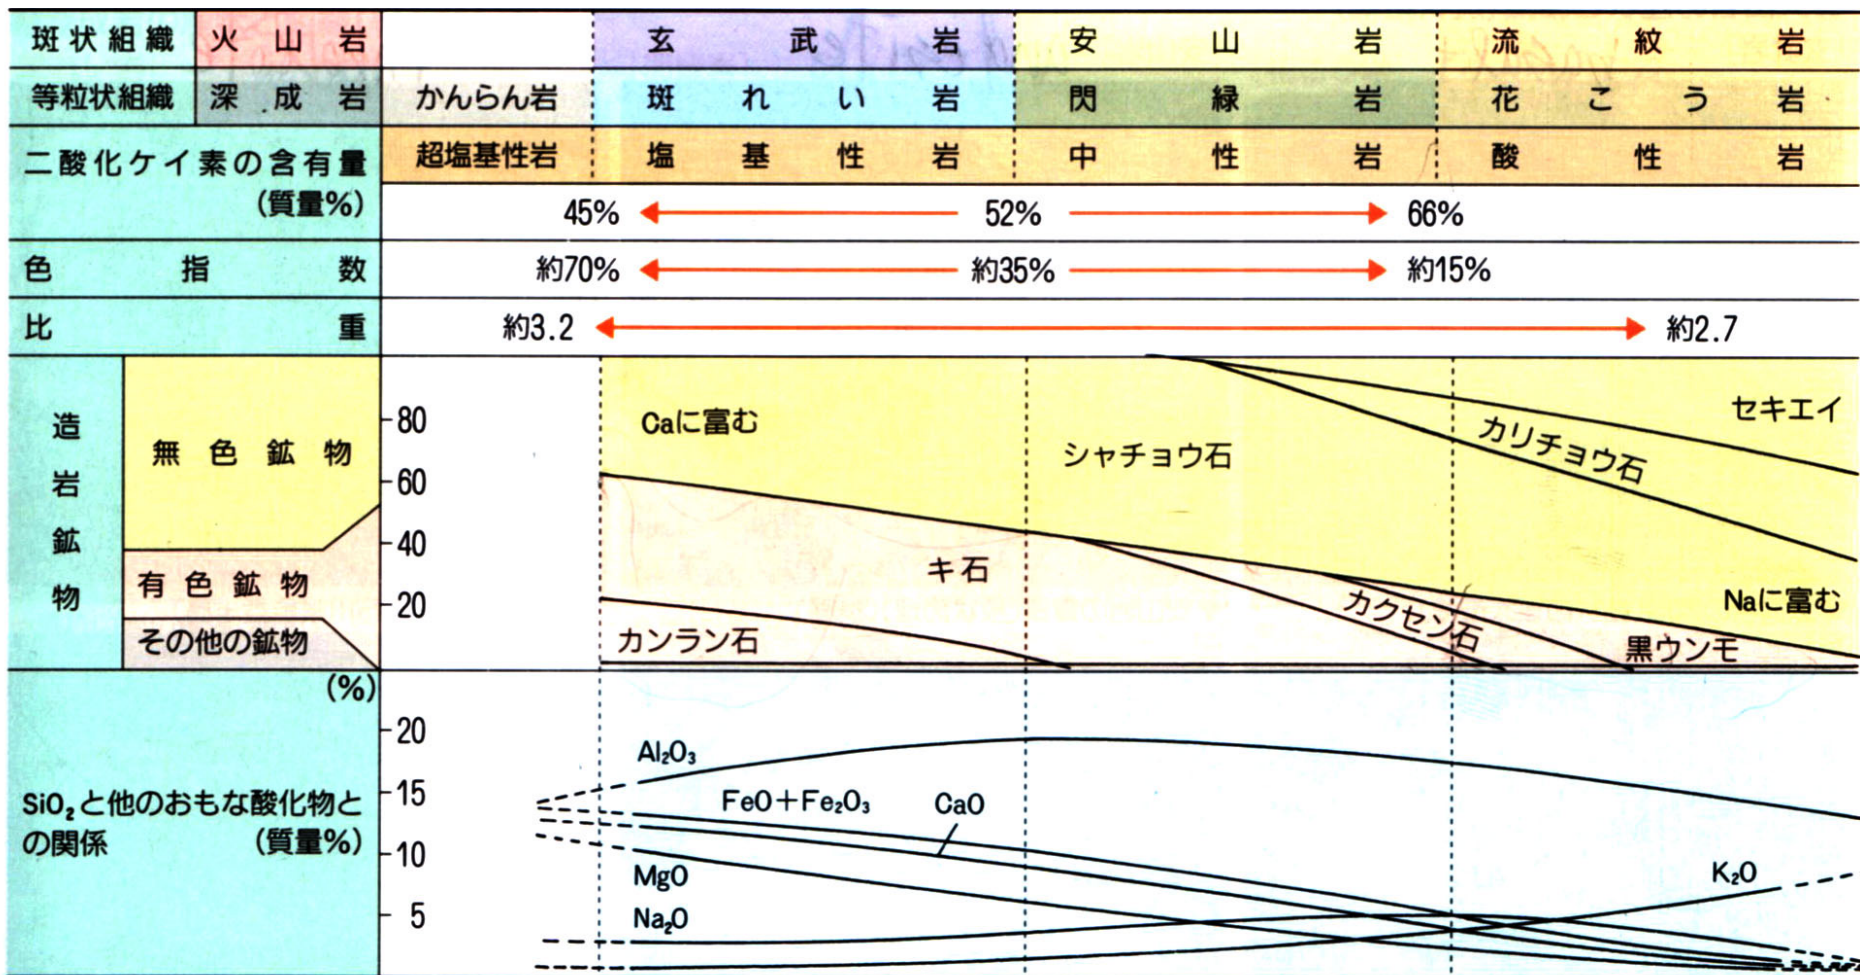 斑状組織 火山岩 玄武岩 安山岩 流紋岩
等粒状組織 深成岩 かんらん岩 斑れい岩 閃緑岩 花こう岩
二酸化ケイ素の含有量 超塩基性岩 塩基性岩 中性岩 酸性岩
(質量%) 45% 52% 66%
色指数 約70% 約35% 約15%
比重 約3.2 約2.7
造岩鉱物
無色鉱物
有色鉱物
その他の鉱物
80
60
40
20
Caに富む
シャチョウ石
カリチョウ石
セキエイ
キ石
カンラン石
カクセン石
黒ウンモ
Naに富む
(%)
SiO₂と他のおもな酸化物と
の関係 (質量%)
20
15
10
5
Al₂O₃
FeO+Fe₂O₃ CaO
MgO
Na₂O
K₂O